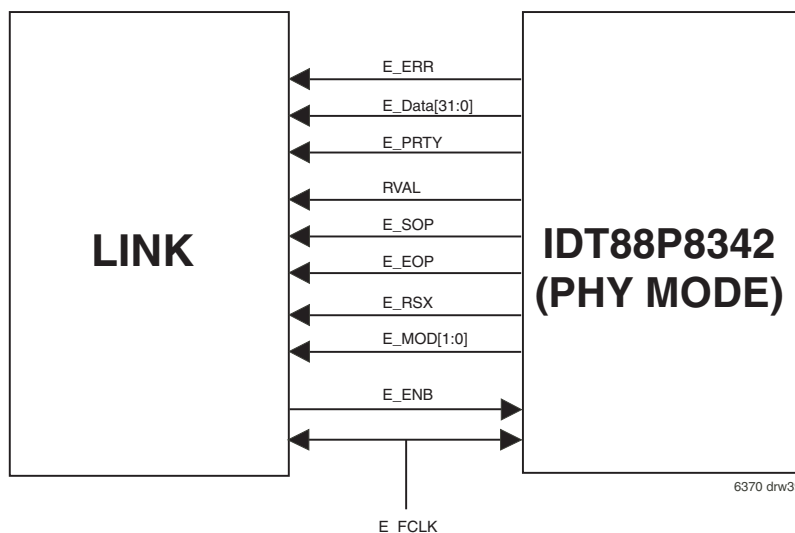 E_ERR
E_Data[31:0]
E_PRTY
RVAL
E_SOP
E_EOP
E_RSX
E_MOD[1:0]
E_ENB
LINK
IDT88P8342
(PHY MODE)
6370 drw3
E_FCLK